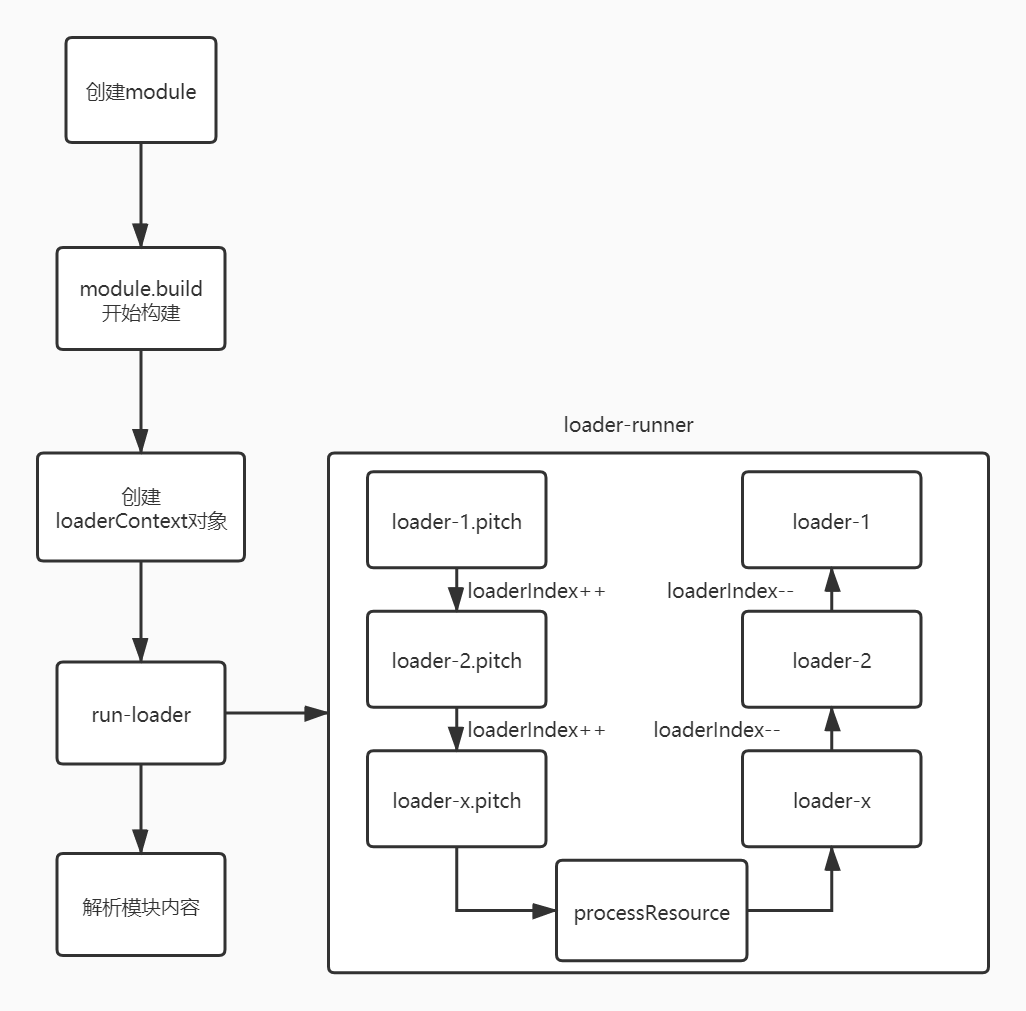 创建module
module.build
开始构建
创建
loaderContext对象
run-loader
解析模块内容
loader-runner
loader-1.pitch
loaderIndex++
loader-2.pitch
loaderIndex++
loader-x.pitch
processResource
loader-1
loaderIndex--
loader-2
loaderIndex--
loader-x